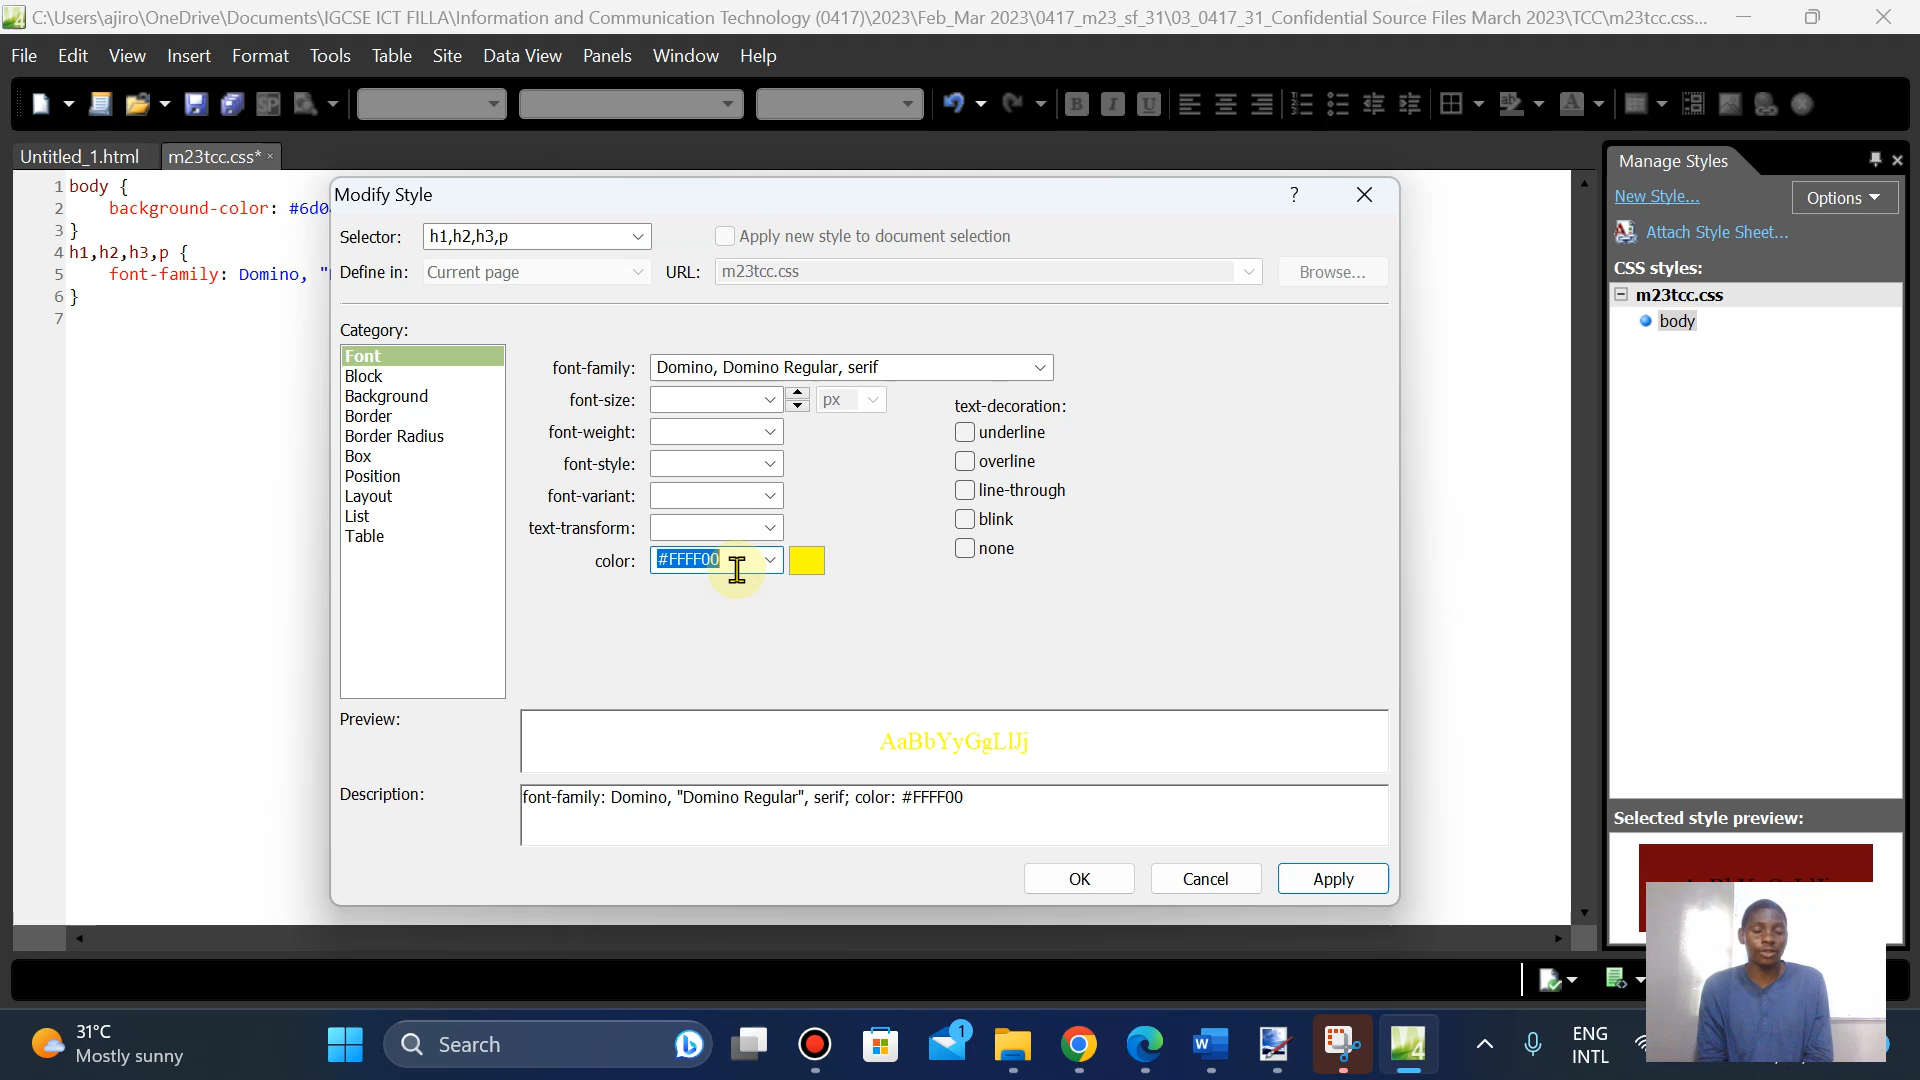 C:\Users\ajiro\OneDrive\Documents\IGCSE ICT FILLA\Information and Communication Technology (0417)\2023\Feb_Mar 2023\0417_m23_sf_31\03_0417_31_Confidential Source Files March 2023\TCC\m23tcc.css...
File Edit View Insert Format Tools Table Site Data View Panels Window Help
Untitled_1.html m23tcc.css*
Manage Styles
New Style...
Options
Attach Style Sheet...
CSS styles:
m23tcc.css
body
Selected style preview:
1 body {
2 background-color: #6d0
3 }
4 h1,h2,h3,p {
5 font-family: Domino, "
6 }
7
Modify Style
Selector: h1,h2,h3,p
Apply new style to document selection
Define in: Current page URL: m23tcc.css Browse...
Category:
Font
Block
Background
Border
Border Radius
Box
Position
Layout
List
Table
font-family: Domino, Domino Regular, serif
font-size: px
font-weight:
font-style:
font-variant:
text-transform:
color: #FFFF00
text-decoration:
underline
overline
line-through
blink
none
Preview: AaBbYyGgLlJj
Description: font-family: Domino, "Domino Regular", serif; color: #FFFF00
OK Cancel Apply
31°C
Mostly sunny
Search
1
ENG
INTL